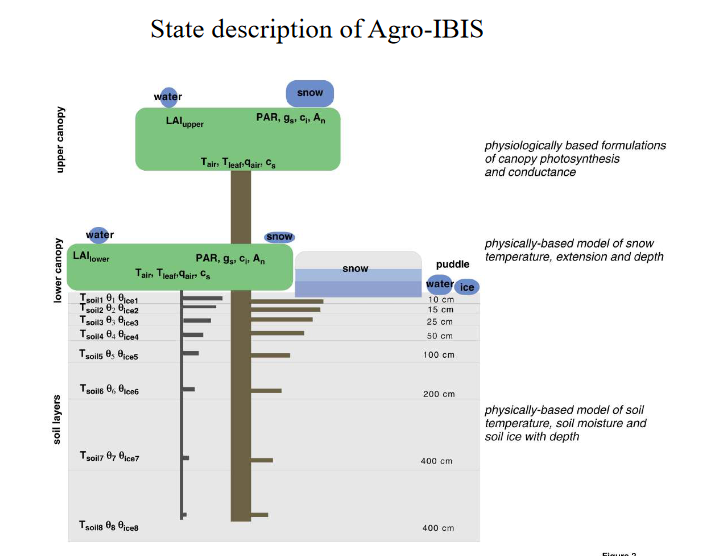 State description of Agro-IBIS
upper canopy
water
snow
LAIupper
PAR, gs, ci, An
Tair, Tleaf,qair, cs
physiologically based formulations
of canopy photosynthesis
and conductance
lower canopy
water
snow
LAIlower
PAR, gs, ci, An
Tair, Tleaf,qair, cs
snow
puddle
water
ice
physically-based model of snow
temperature, extension and depth
soil layers
Tsoil1 θ1 θice1
10 cm
Tsoil2 θ2 θice2
15 cm
Tsoil3 θ3 θice3
25 cm
Tsoil4 θ4 θice4
50 cm
Tsoil5 θ5 θice5
100 cm
Tsoil6 θ6 θice6
200 cm
Tsoil7 θ7 θice7
400 cm
Tsoil8 θ8 θice8
400 cm
physically-based model of soil
temperature, soil moisture and
soil ice with depth